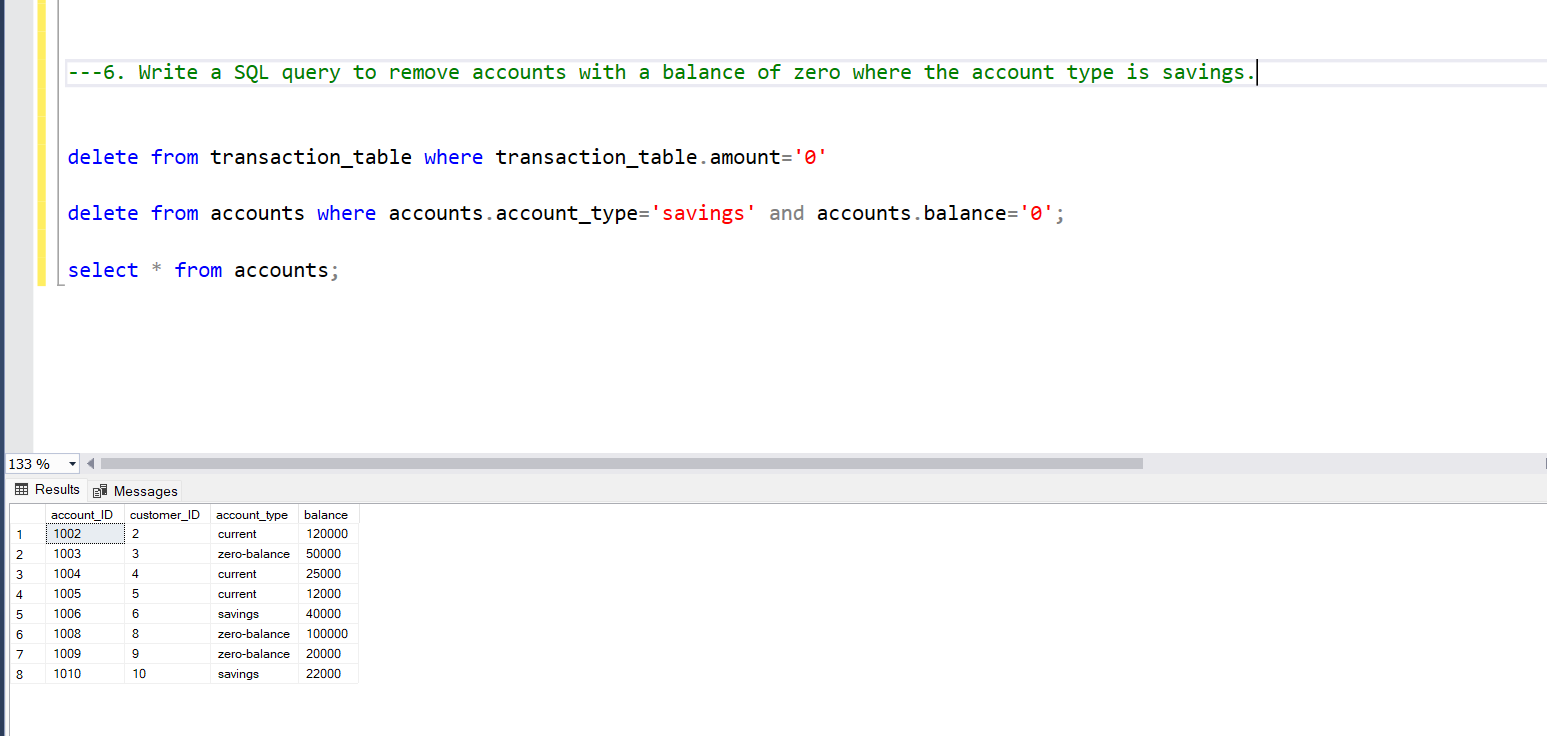 ---6. Write a SQL query to remove accounts with a balance of zero where the account type is savings.
delete from transaction_table where transaction_table.amount='0'
delete from accounts where accounts.account_type='savings' and accounts.balance='0';
select * from accounts;
133 %
Results Messages
account_ID customer_ID account_type balance
1 1002 2 current 120000
2 1003 3 zero-balance 50000
3 1004 4 current 25000
4 1005 5 current 12000
5 1006 6 savings 40000
6 1008 8 zero-balance 100000
7 1009 9 zero-balance 20000
8 1010 10 savings 22000